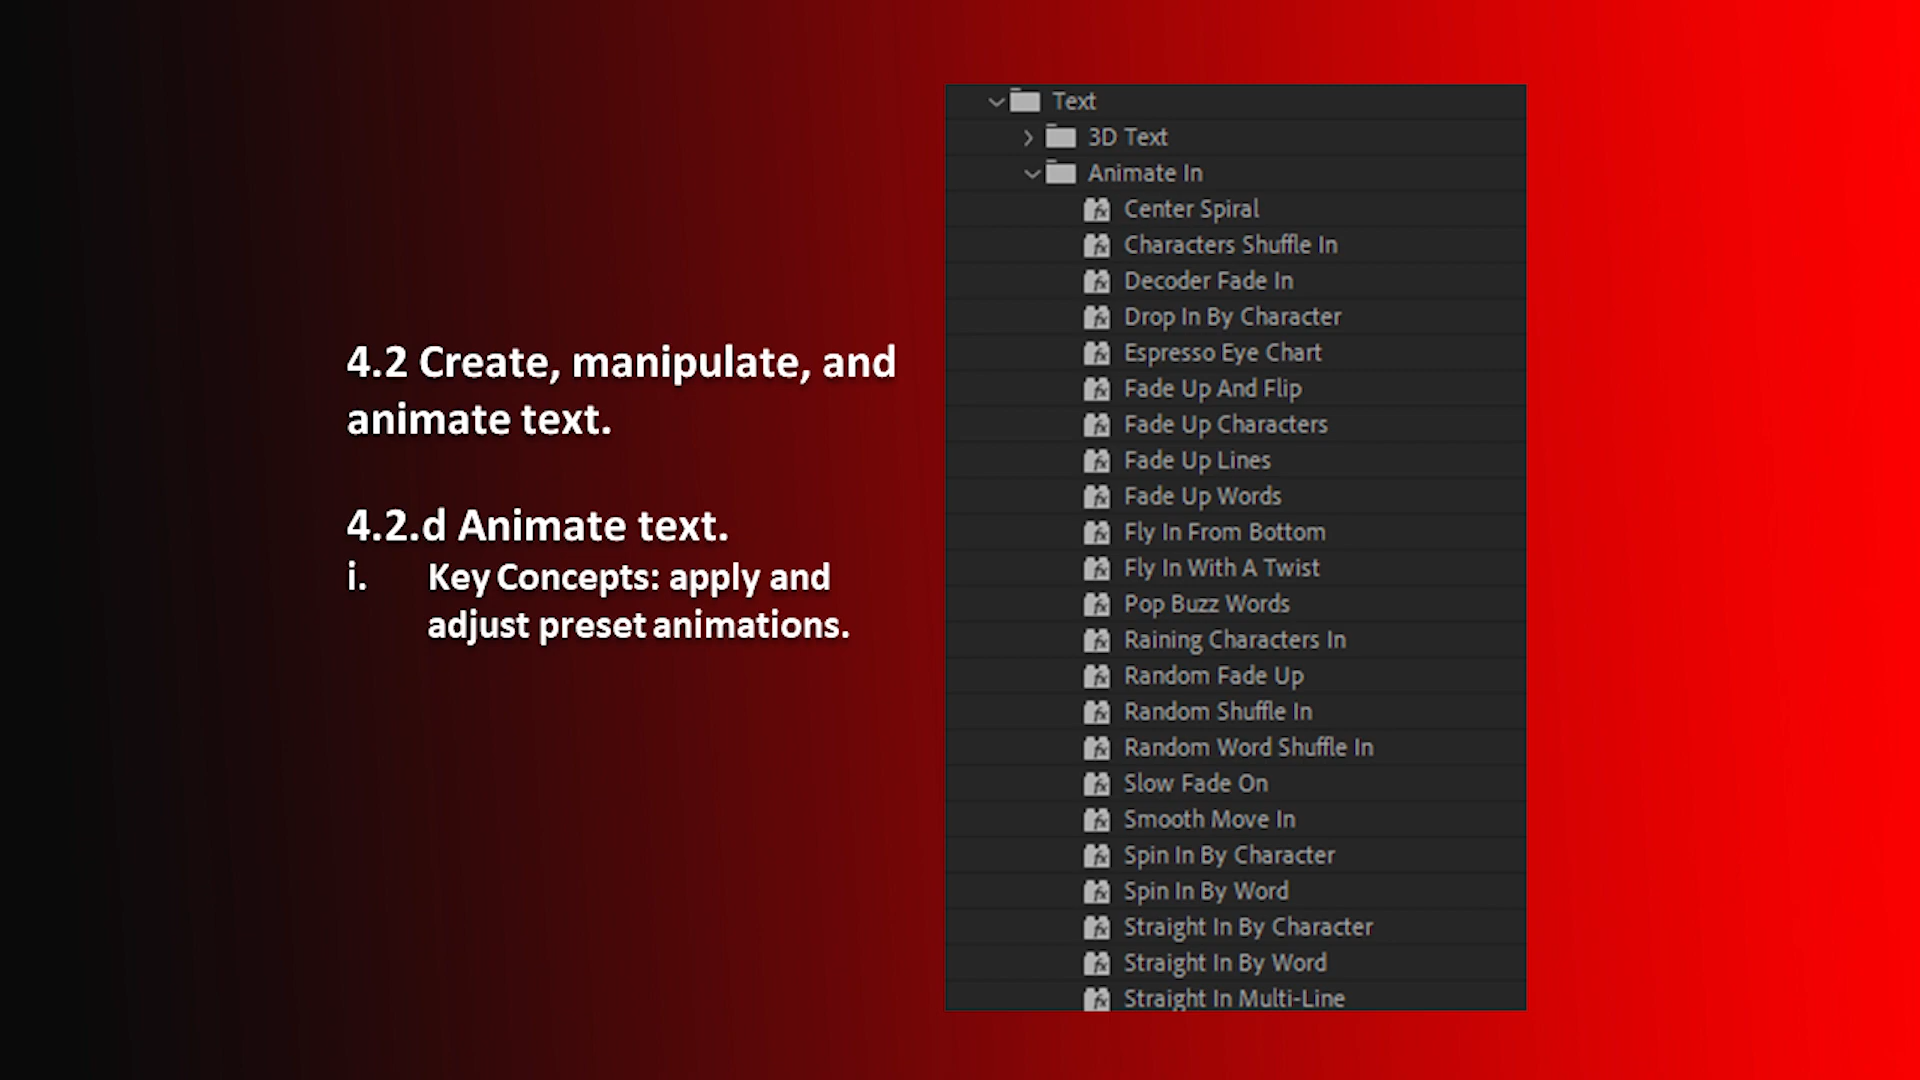 4.2 Create, manipulate, and
animate text.
4.2.d Animate text.
i. Key Concepts: apply and
adjust preset animations.
Text
3D Text
Animate In
Center Spiral
Characters Shuffle In
Decoder Fade In
Drop In By Character
Espresso Eye Chart
Fade Up And Flip
Fade Up Characters
Fade Up Lines
Fade Up Words
Fly In From Bottom
Fly In With A Twist
Pop Buzz Words
Raining Characters In
Random Fade Up
Random Shuffle In
Random Word Shuffle In
Slow Fade On
Smooth Move In
Spin In By Character
Spin In By Word
Straight In By Character
Straight In By Word
Straight In Multi-Line